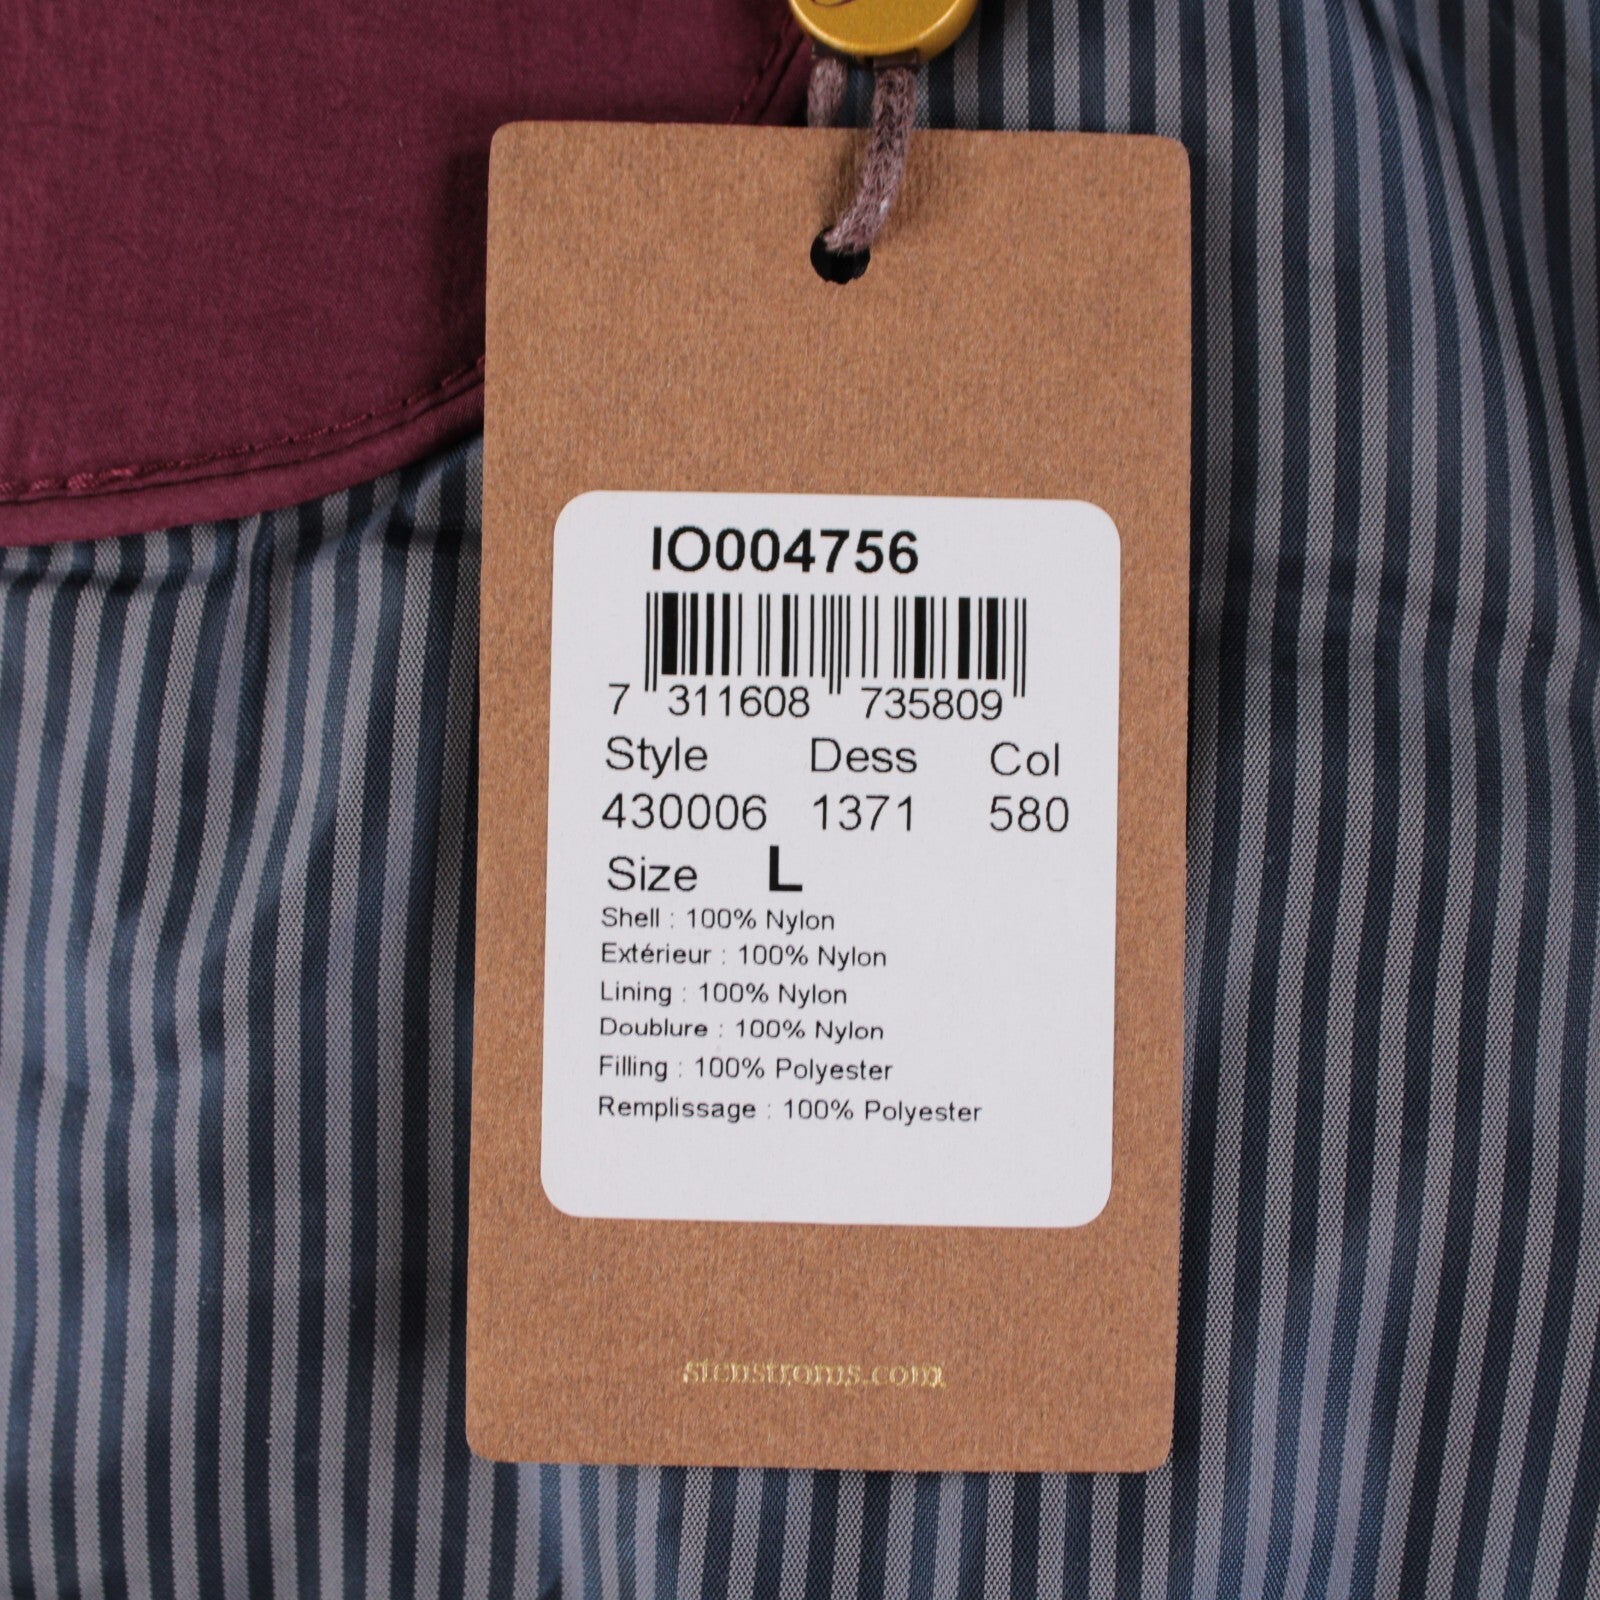 IO004756
7 311608 735809
Style Dess Col
430006 1371 580
Size L
Shell : 100% Nylon
Extérieur : 100% Nylon
Lining : 100% Nylon
Doublure : 100% Nylon
Filling : 100% Polyester
Remplissage : 100% Polyester
stenstroms.com